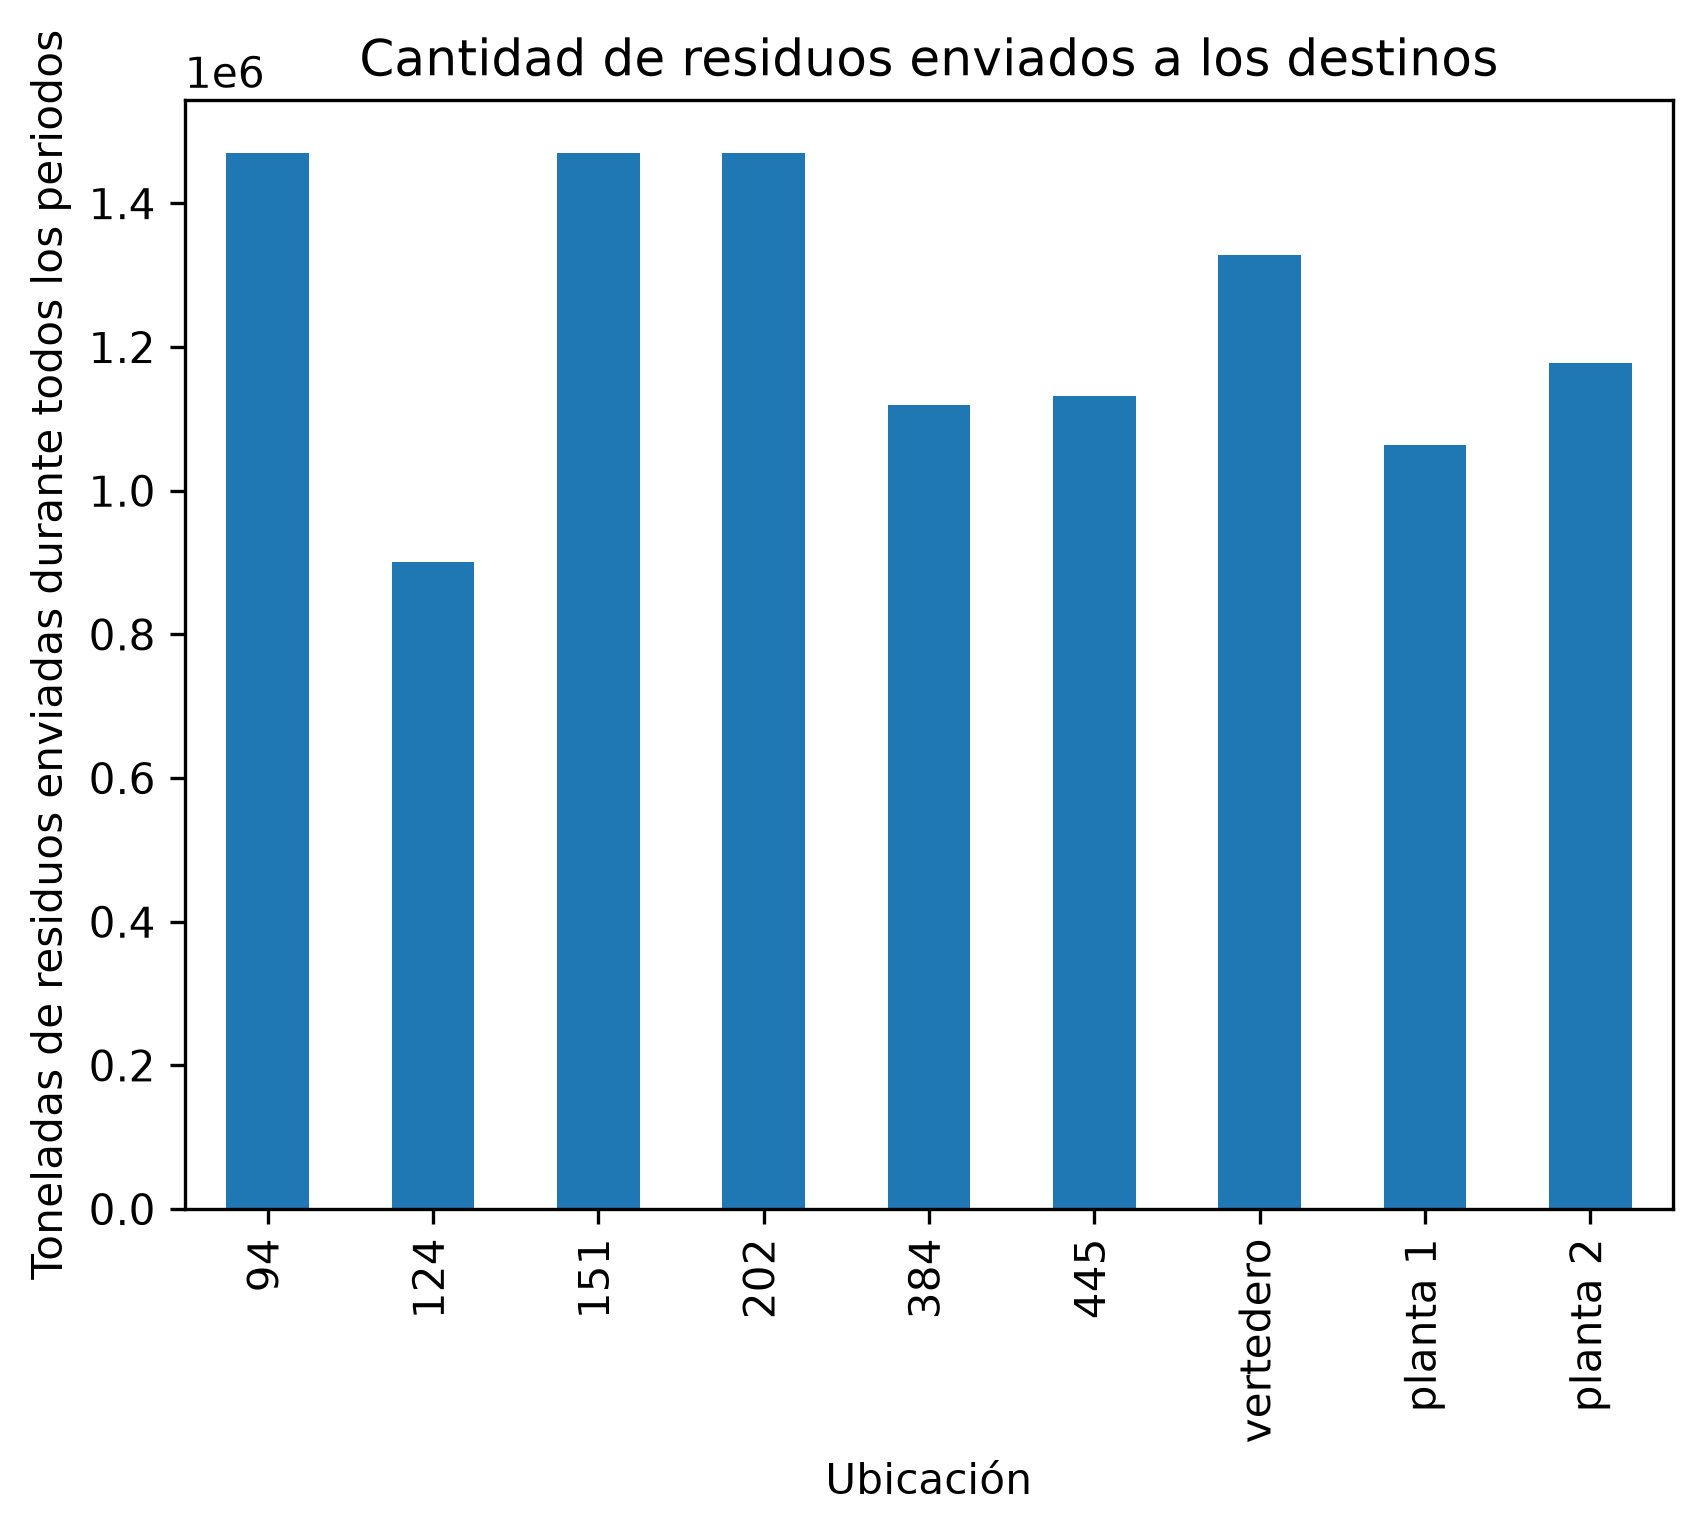 Cantidad de residuos enviados a los destinos
1e6
Toneladas de residuos enviadas durante todos los periodos
1.4
1.2
1.0
0.8
0.6
0.4
0.2
0.0
94
124
151
202
384
445
vertedero
planta 1
planta 2
Ubicación